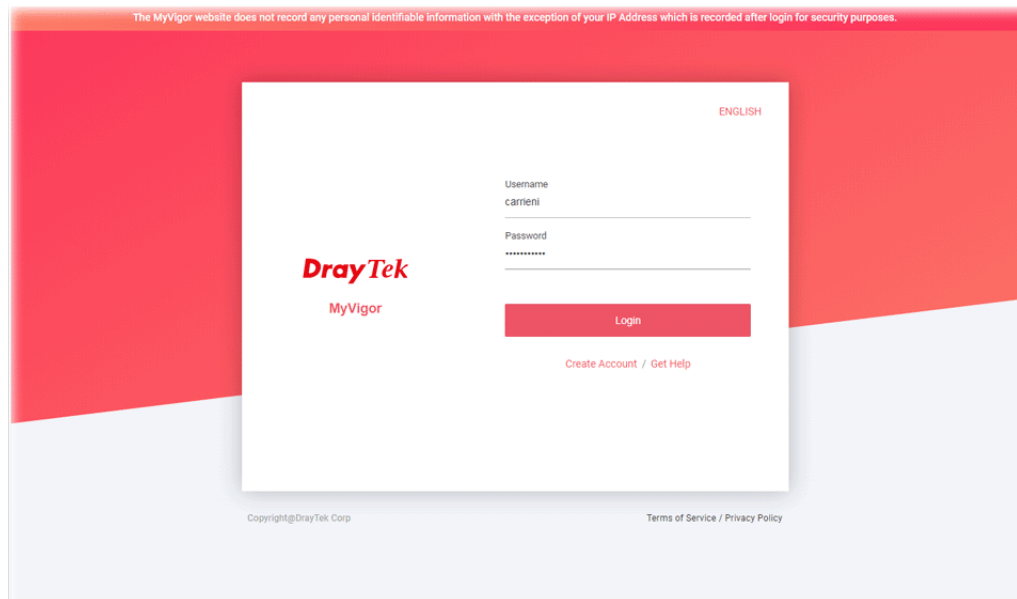 The MyVigor website does not record any personal identifiable information with the exception of your IP Address which is recorded after login for security purposes.
ENGLISH
Username
carrieni
Password
•••••••••••
DrayTek
MyVigor
Login
Create Account / Get Help
Copyright@DrayTek Corp
Terms of Service / Privacy Policy